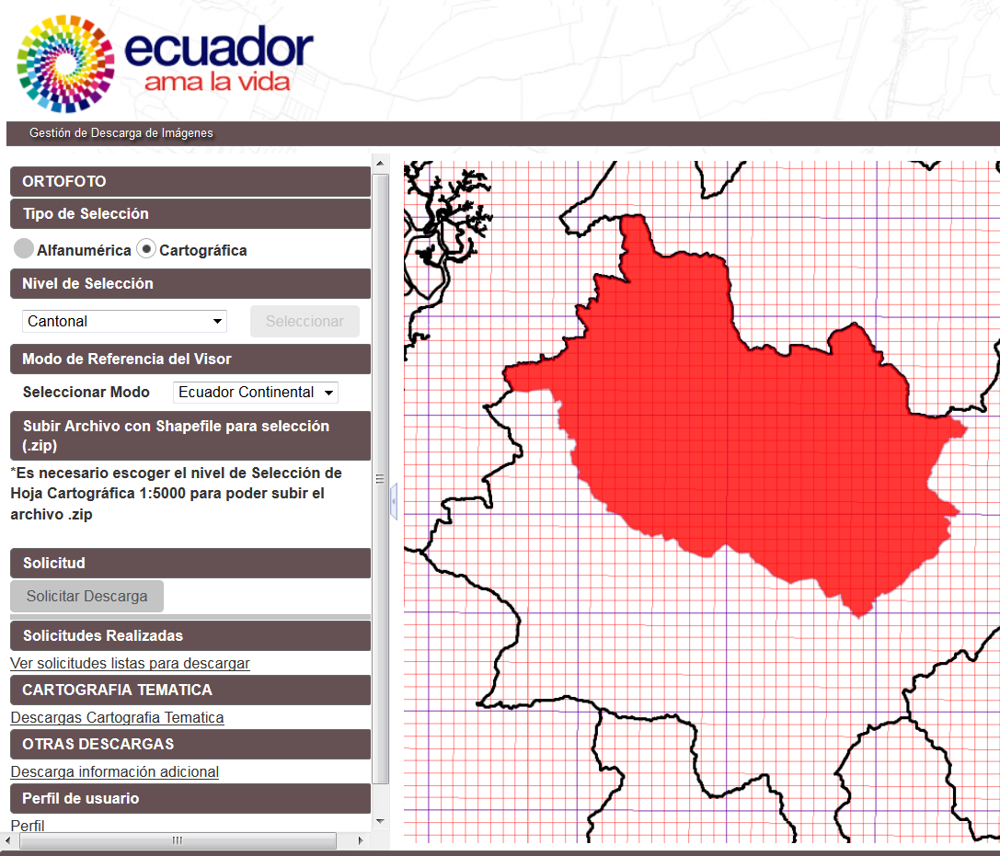 ecuador
ama la vida
Gestión de Descarga de Imágenes
ORTOFOTO
Tipo de Selección
Alfanumérica Cartográfica
Nivel de Selección
Cantonal Seleccionar
Modo de Referencia del Visor
Seleccionar Modo Ecuador Continental
Subir Archivo con Shapefile para selección
(.zip)
*Es necesario escoger el nivel de Selección de
Hoja Cartográfica 1:5000 para poder subir el
archivo .zip
Solicitud
Solicitar Descarga
Solicitudes Realizadas
Ver solicitudes listas para descargar
CARTOGRAFIA TEMATICA
Descargas Cartografia Tematica
OTRAS DESCARGAS
Descarga información adicional
Perfil de usuario
Perfil